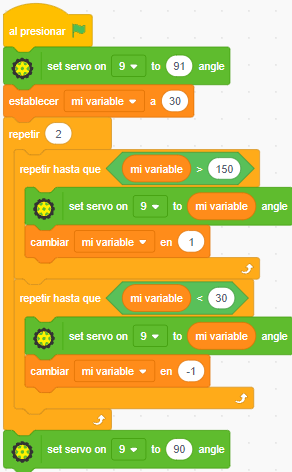 al presionar
set servo on 9 to 91 angle
establecer mi variable a 30
repetir 2
repetir hasta que mi variable > 150
set servo on 9 to mi variable angle
cambiar mi variable en 1
repetir hasta que mi variable < 30
set servo on 9 to mi variable angle
cambiar mi variable en -1
set servo on 9 to 90 angle